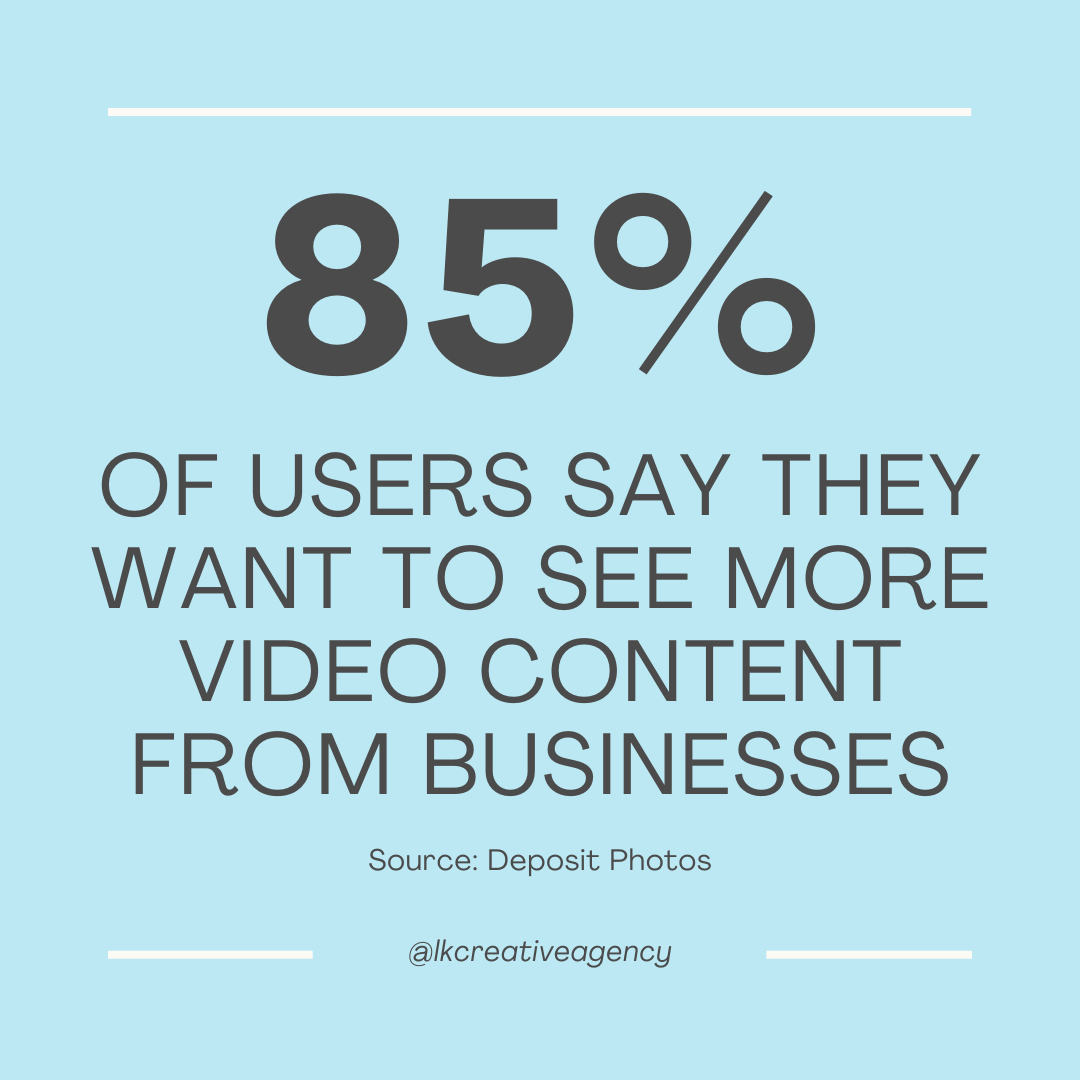 85%
OF USERS SAY THEY
WANT TO SEE MORE
VIDEO CONTENT
FROM BUSINESSES
Source: Deposit Photos
@lkcreativeagency